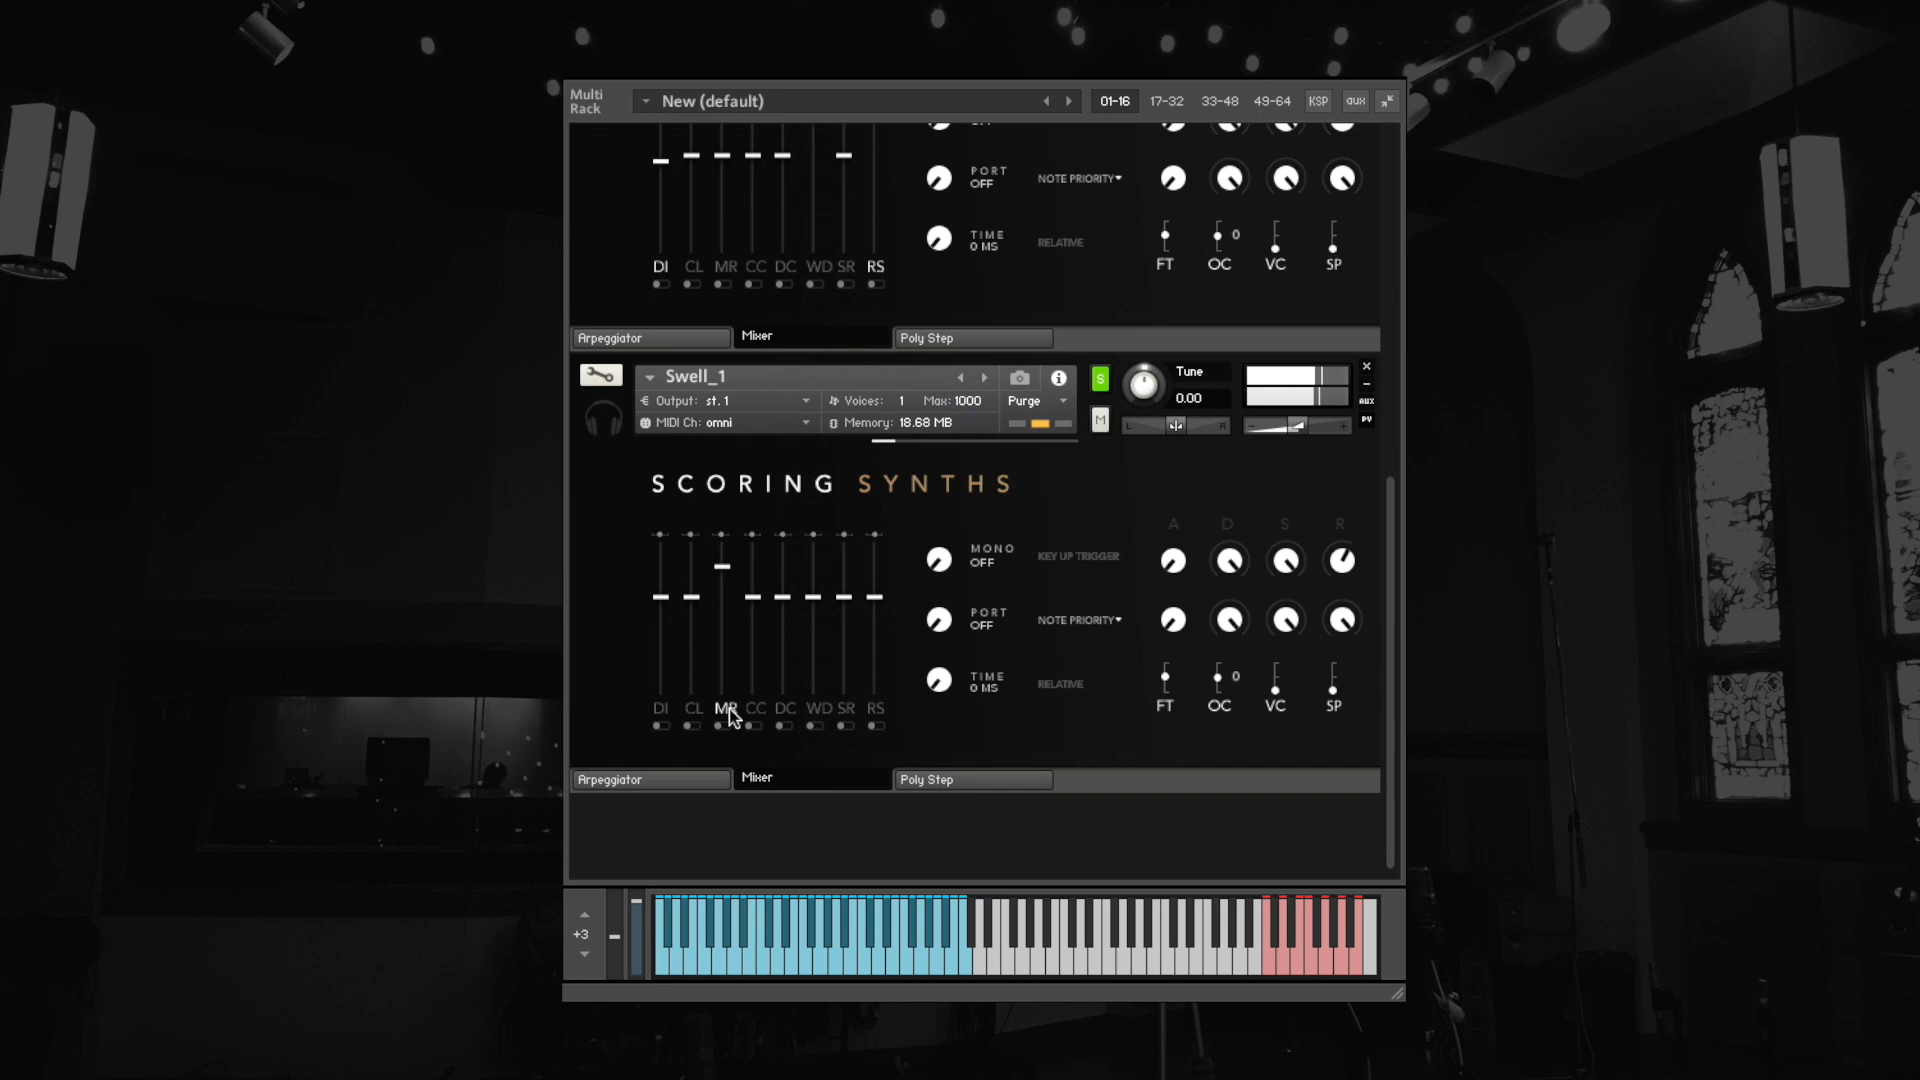 Multi Rack
New (default)
01-16 17-32 33-48 49-64 KSP aux
PORT
OFF
NOTE PRIORITY
TIME
0 MS
RELATIVE
0
FT OC VC SP
DI CL MR CC DC WD SR RS
Arpeggiator Mixer Poly Step
Swell_1
Output: st. 1 Voices: 1 Max: 1000 Purge
MIDI Ch: omni Memory: 18.68 MB
S
M
Tune
0.00
L R
- +
AUX
PV
SCORING SYNTHS
A D S R
MONO
OFF
KEY UP TRIGGER
PORT
OFF
NOTE PRIORITY
TIME
0 MS
RELATIVE
0
FT OC VC SP
DI CL MR CC DC WD SR RS
Arpeggiator Mixer Poly Step
+3